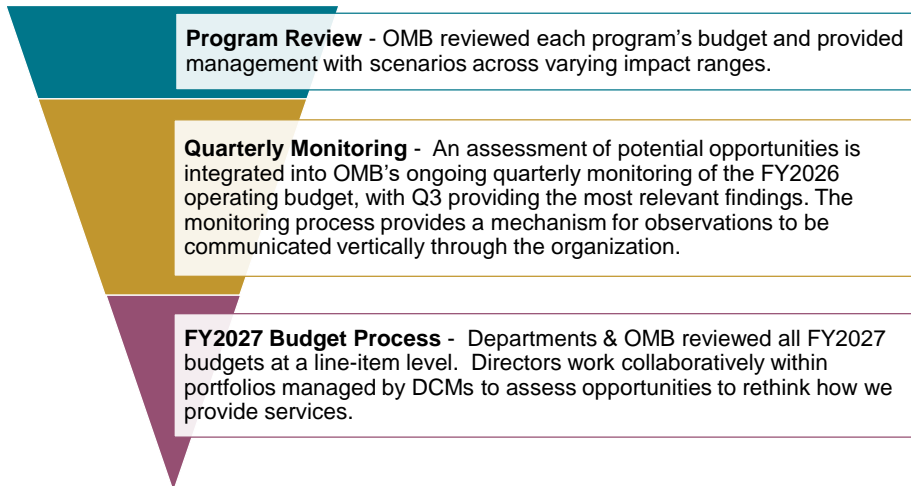 Program Review - OMB reviewed each program's budget and provided
management with scenarios across varying impact ranges.
Quarterly Monitoring - An assessment of potential opportunities is
integrated into OMB's ongoing quarterly monitoring of the FY2026
operating budget, with Q3 providing the most relevant findings. The
monitoring process provides a mechanism for observations to be
communicated vertically through the organization.
FY2027 Budget Process - Departments & OMB reviewed all FY2027
budgets at a line-item level. Directors work collaboratively within
portfolios managed by DCMs to assess opportunities to rethink how we
provide services.